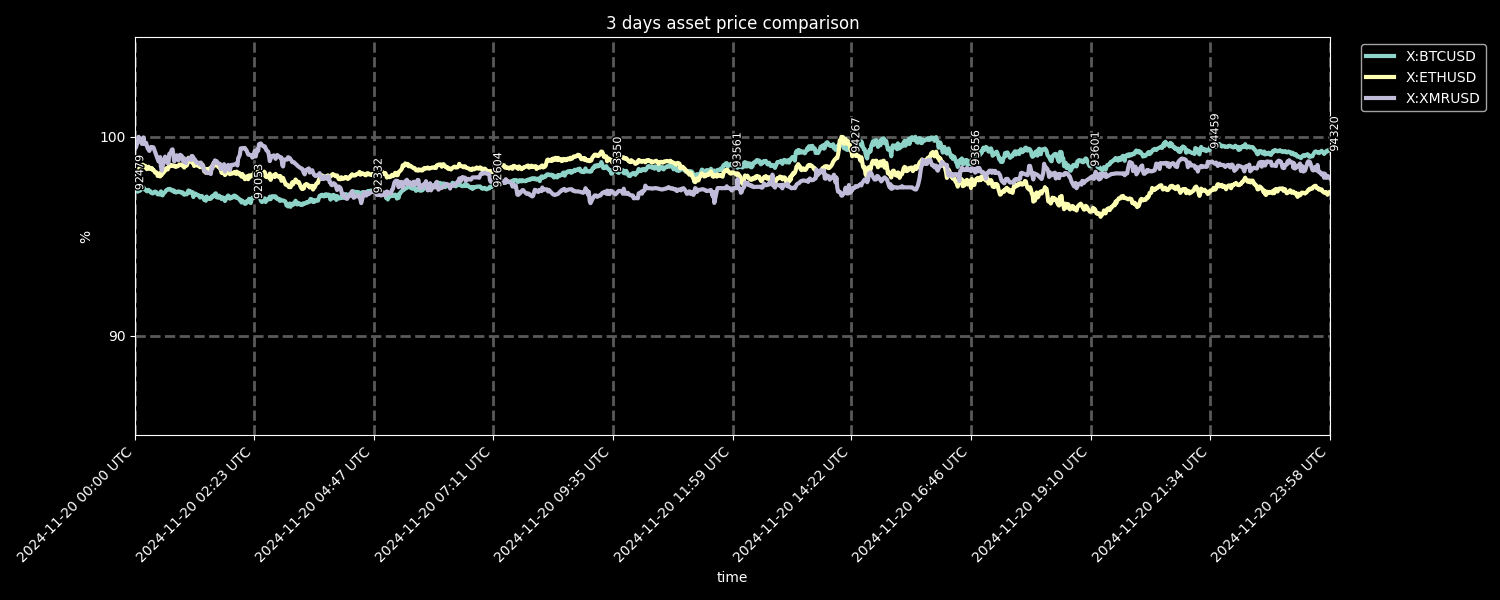 3 days asset price comparison
X:BTCUSD
X:ETHUSD
X:XMRUSD
100
90
%
92479
92053
92332
92604
93350
93561
94267
93656
93601
94459
94320
2024-11-20 00:00 UTC
2024-11-20 02:23 UTC
2024-11-20 04:47 UTC
2024-11-20 07:11 UTC
2024-11-20 09:35 UTC
2024-11-20 11:59 UTC
2024-11-20 14:22 UTC
2024-11-20 16:46 UTC
2024-11-20 19:10 UTC
2024-11-20 21:34 UTC
2024-11-20 23:58 UTC
time